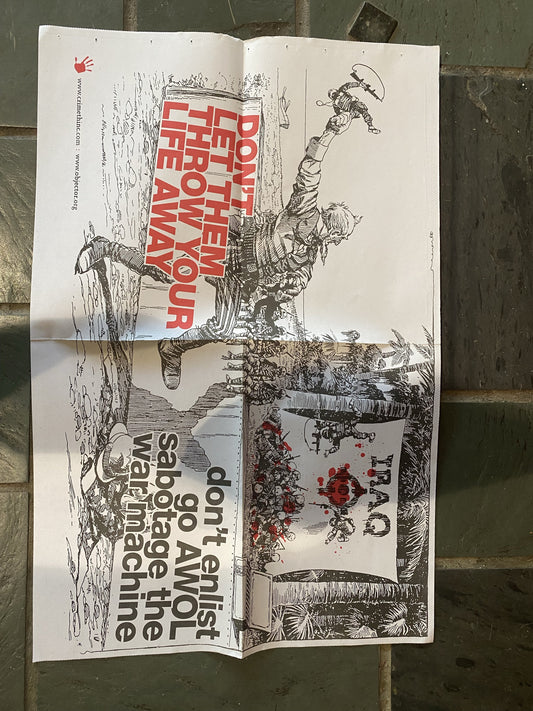 DON'T
LET THEM
THROW YOUR
LIFE AWAY
IRAQ
don't enlist
go AWOL
sabotage the
war machine
www.crimethinc.com : www.objector.org